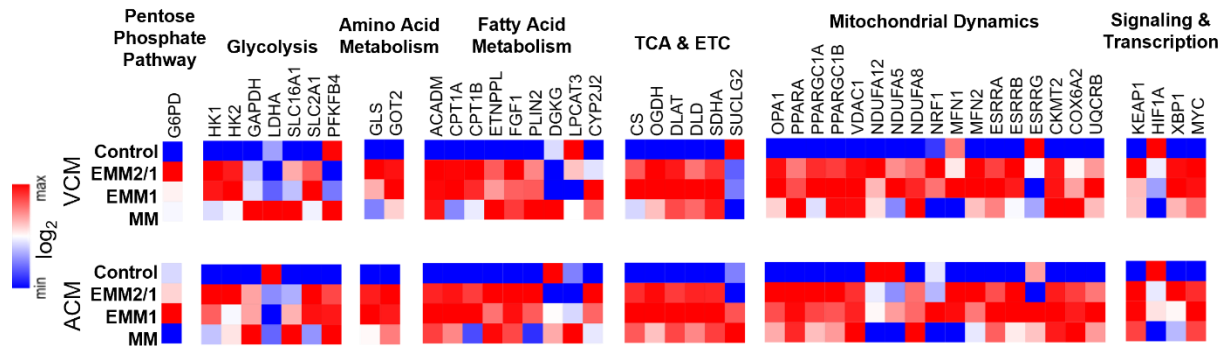 Pentose
Phosphate
Pathway
Glycolysis
Amino Acid
Metabolism
Fatty Acid
Metabolism
TCA & ETC
Mitochondrial Dynamics
Signaling &
Transcription
G6PD
HK1
HK2
GAPDH
LDHA
SLC16A1
SLC2A1
PFKFB4
GLS
GOT2
ACADM
CPT1A
CPT1B
ETNPPL
FGF1
PLIN2
DGKG
LPCAT3
CYP2J2
CS
OGDH
DLAT
DLD
SDHA
SUCLG2
OPA1
PPARA
PPARGC1A
PPARGC1B
VDAC1
NDUFA12
NDUFA5
NDUFA8
NRF1
MFN1
MFN2
ESRRA
ESRRB
ESRRG
CKMT2
COX6A2
UQCRB
KEAP1
HIF1A
XBP1
MYC
max
log2
min
VCM
Control
EMM2/1
EMM1
MM
ACM
Control
EMM2/1
EMM1
MM